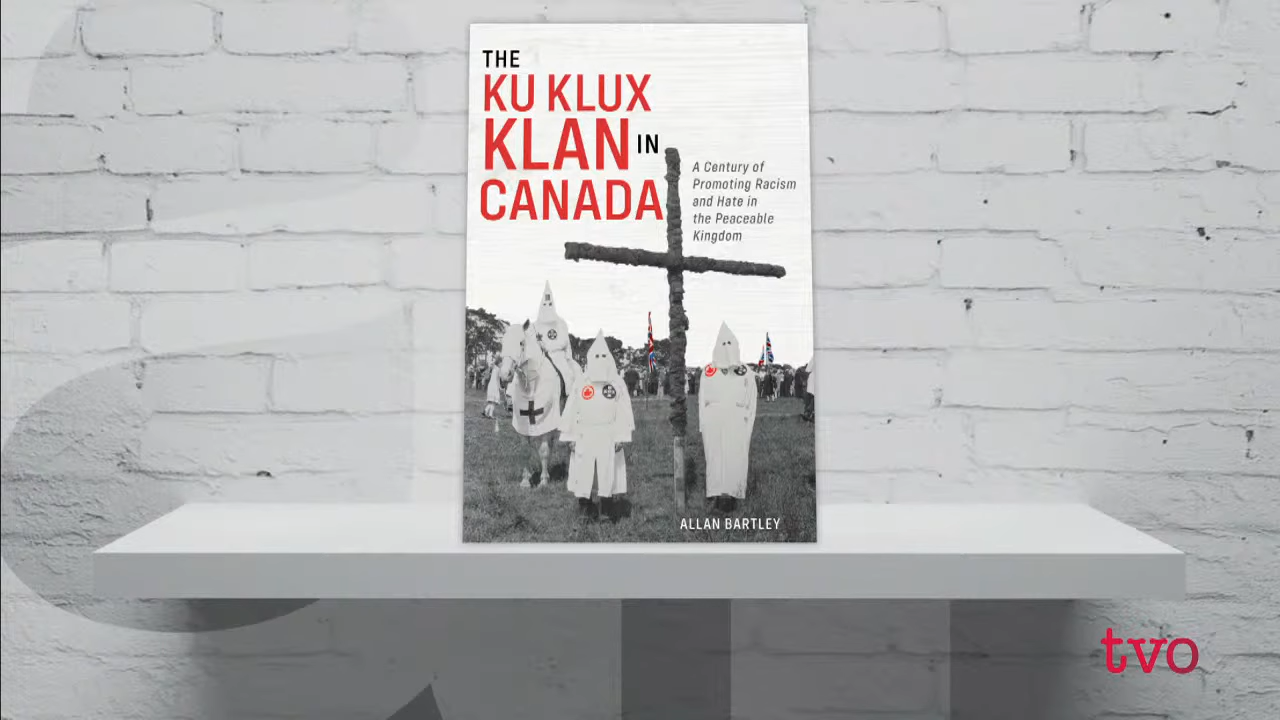 THE
KU KLUX
KLAN IN
CANADA
A Century of
Promoting Racism
and Hate in
the Peaceable
Kingdom
ALLAN BARTLEY
tvo